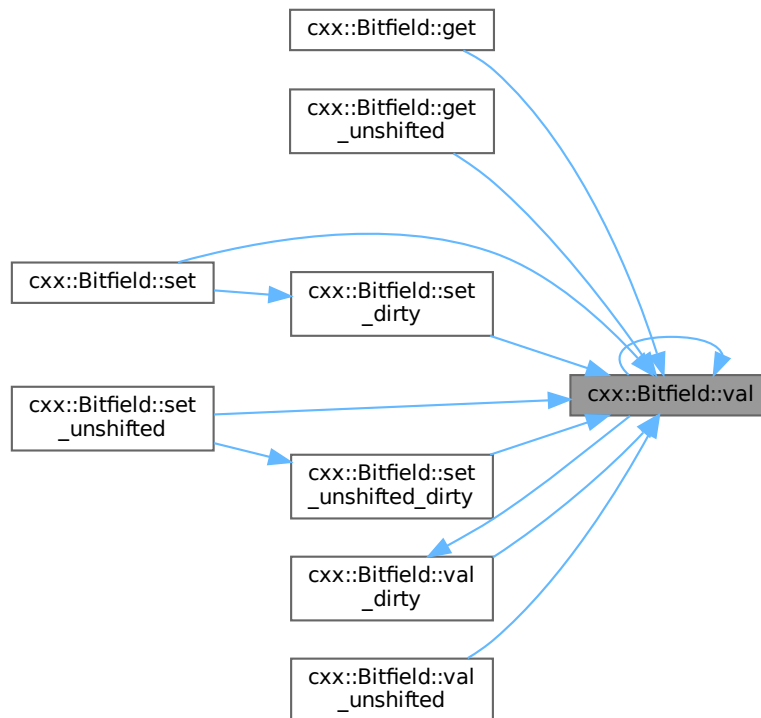 cxx::Bitfield::get
cxx::Bitfield::get
_unshifted
cxx::Bitfield::set
cxx::Bitfield::set
_dirty
cxx::Bitfield::val
cxx::Bitfield::set
_unshifted
cxx::Bitfield::set
_unshifted_dirty
cxx::Bitfield::val
_dirty
cxx::Bitfield::val
_unshifted